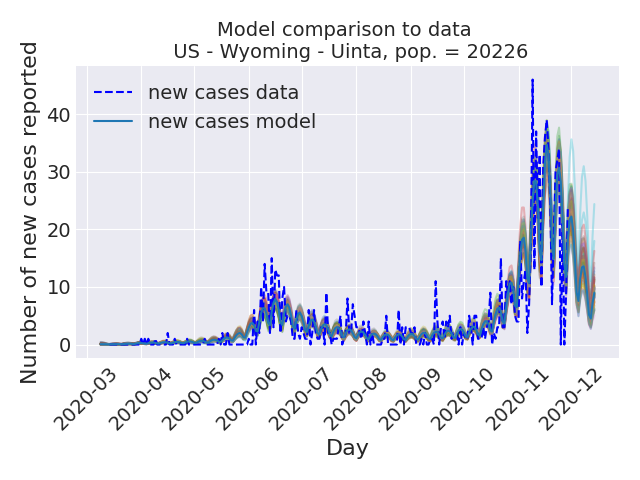 Model comparison to data
US - Wyoming - Uinta, pop. = 20226
new cases data
new cases model
Number of new cases reported
40
30
20
10
0
2020-03
2020-04
2020-05
2020-06
2020-07
2020-08
2020-09
2020-10
2020-11
2020-12
Day